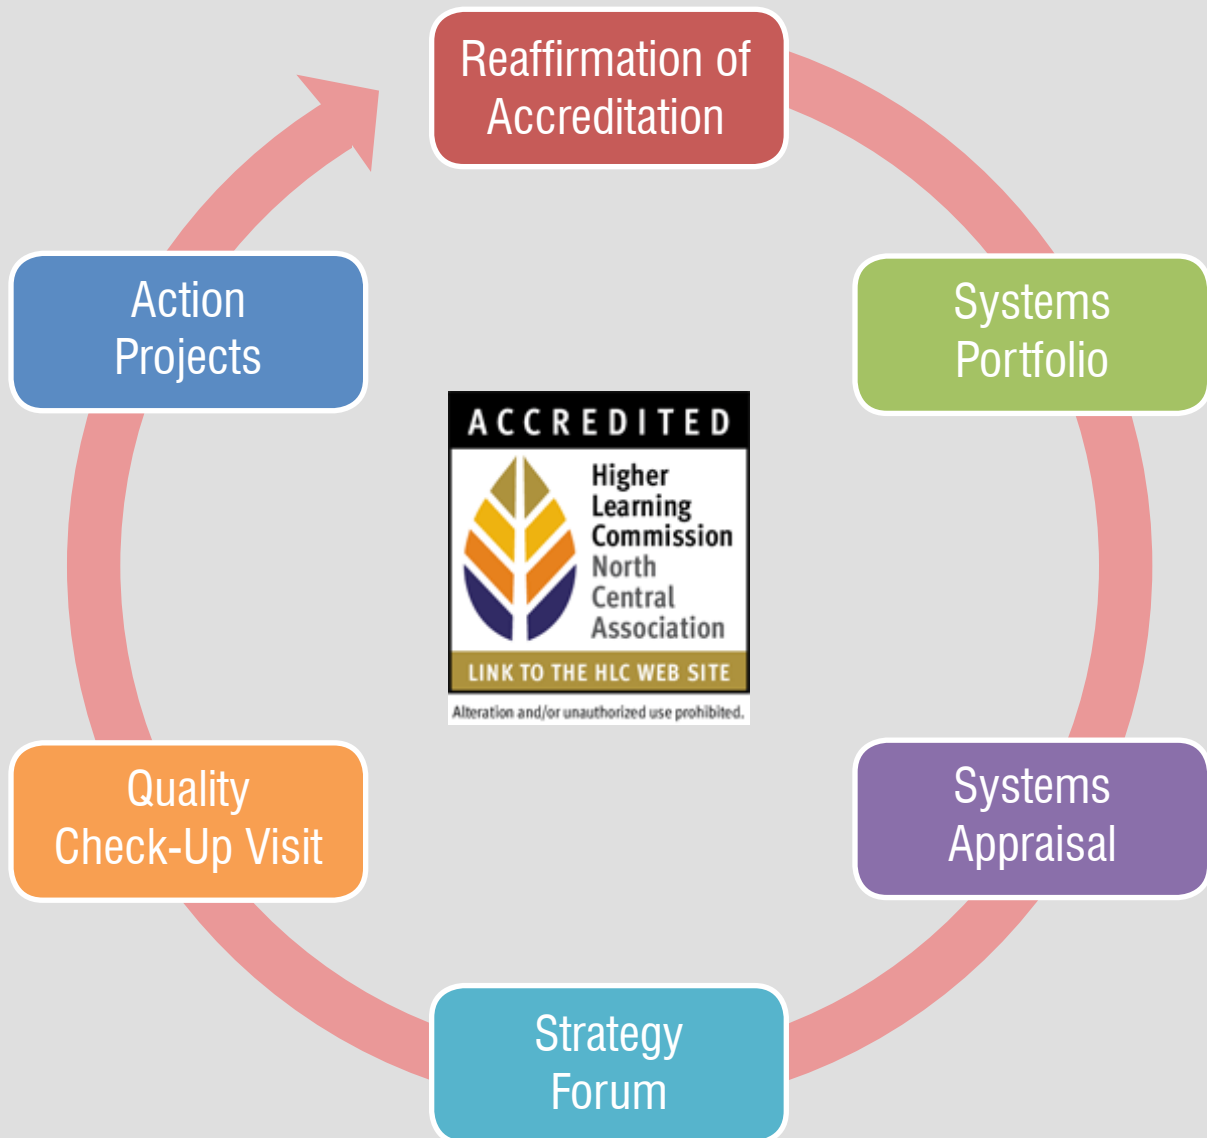 Reaffirmation of
Accreditation
Action
Projects
Systems
Portfolio
ACCREDITED
Higher
Learning
Commission
North
Central
Association
LINK TO THE HLC WEB SITE
Alteration and/or unauthorized use prohibited.
Quality
Check-Up Visit
Systems
Appraisal
Strategy
Forum